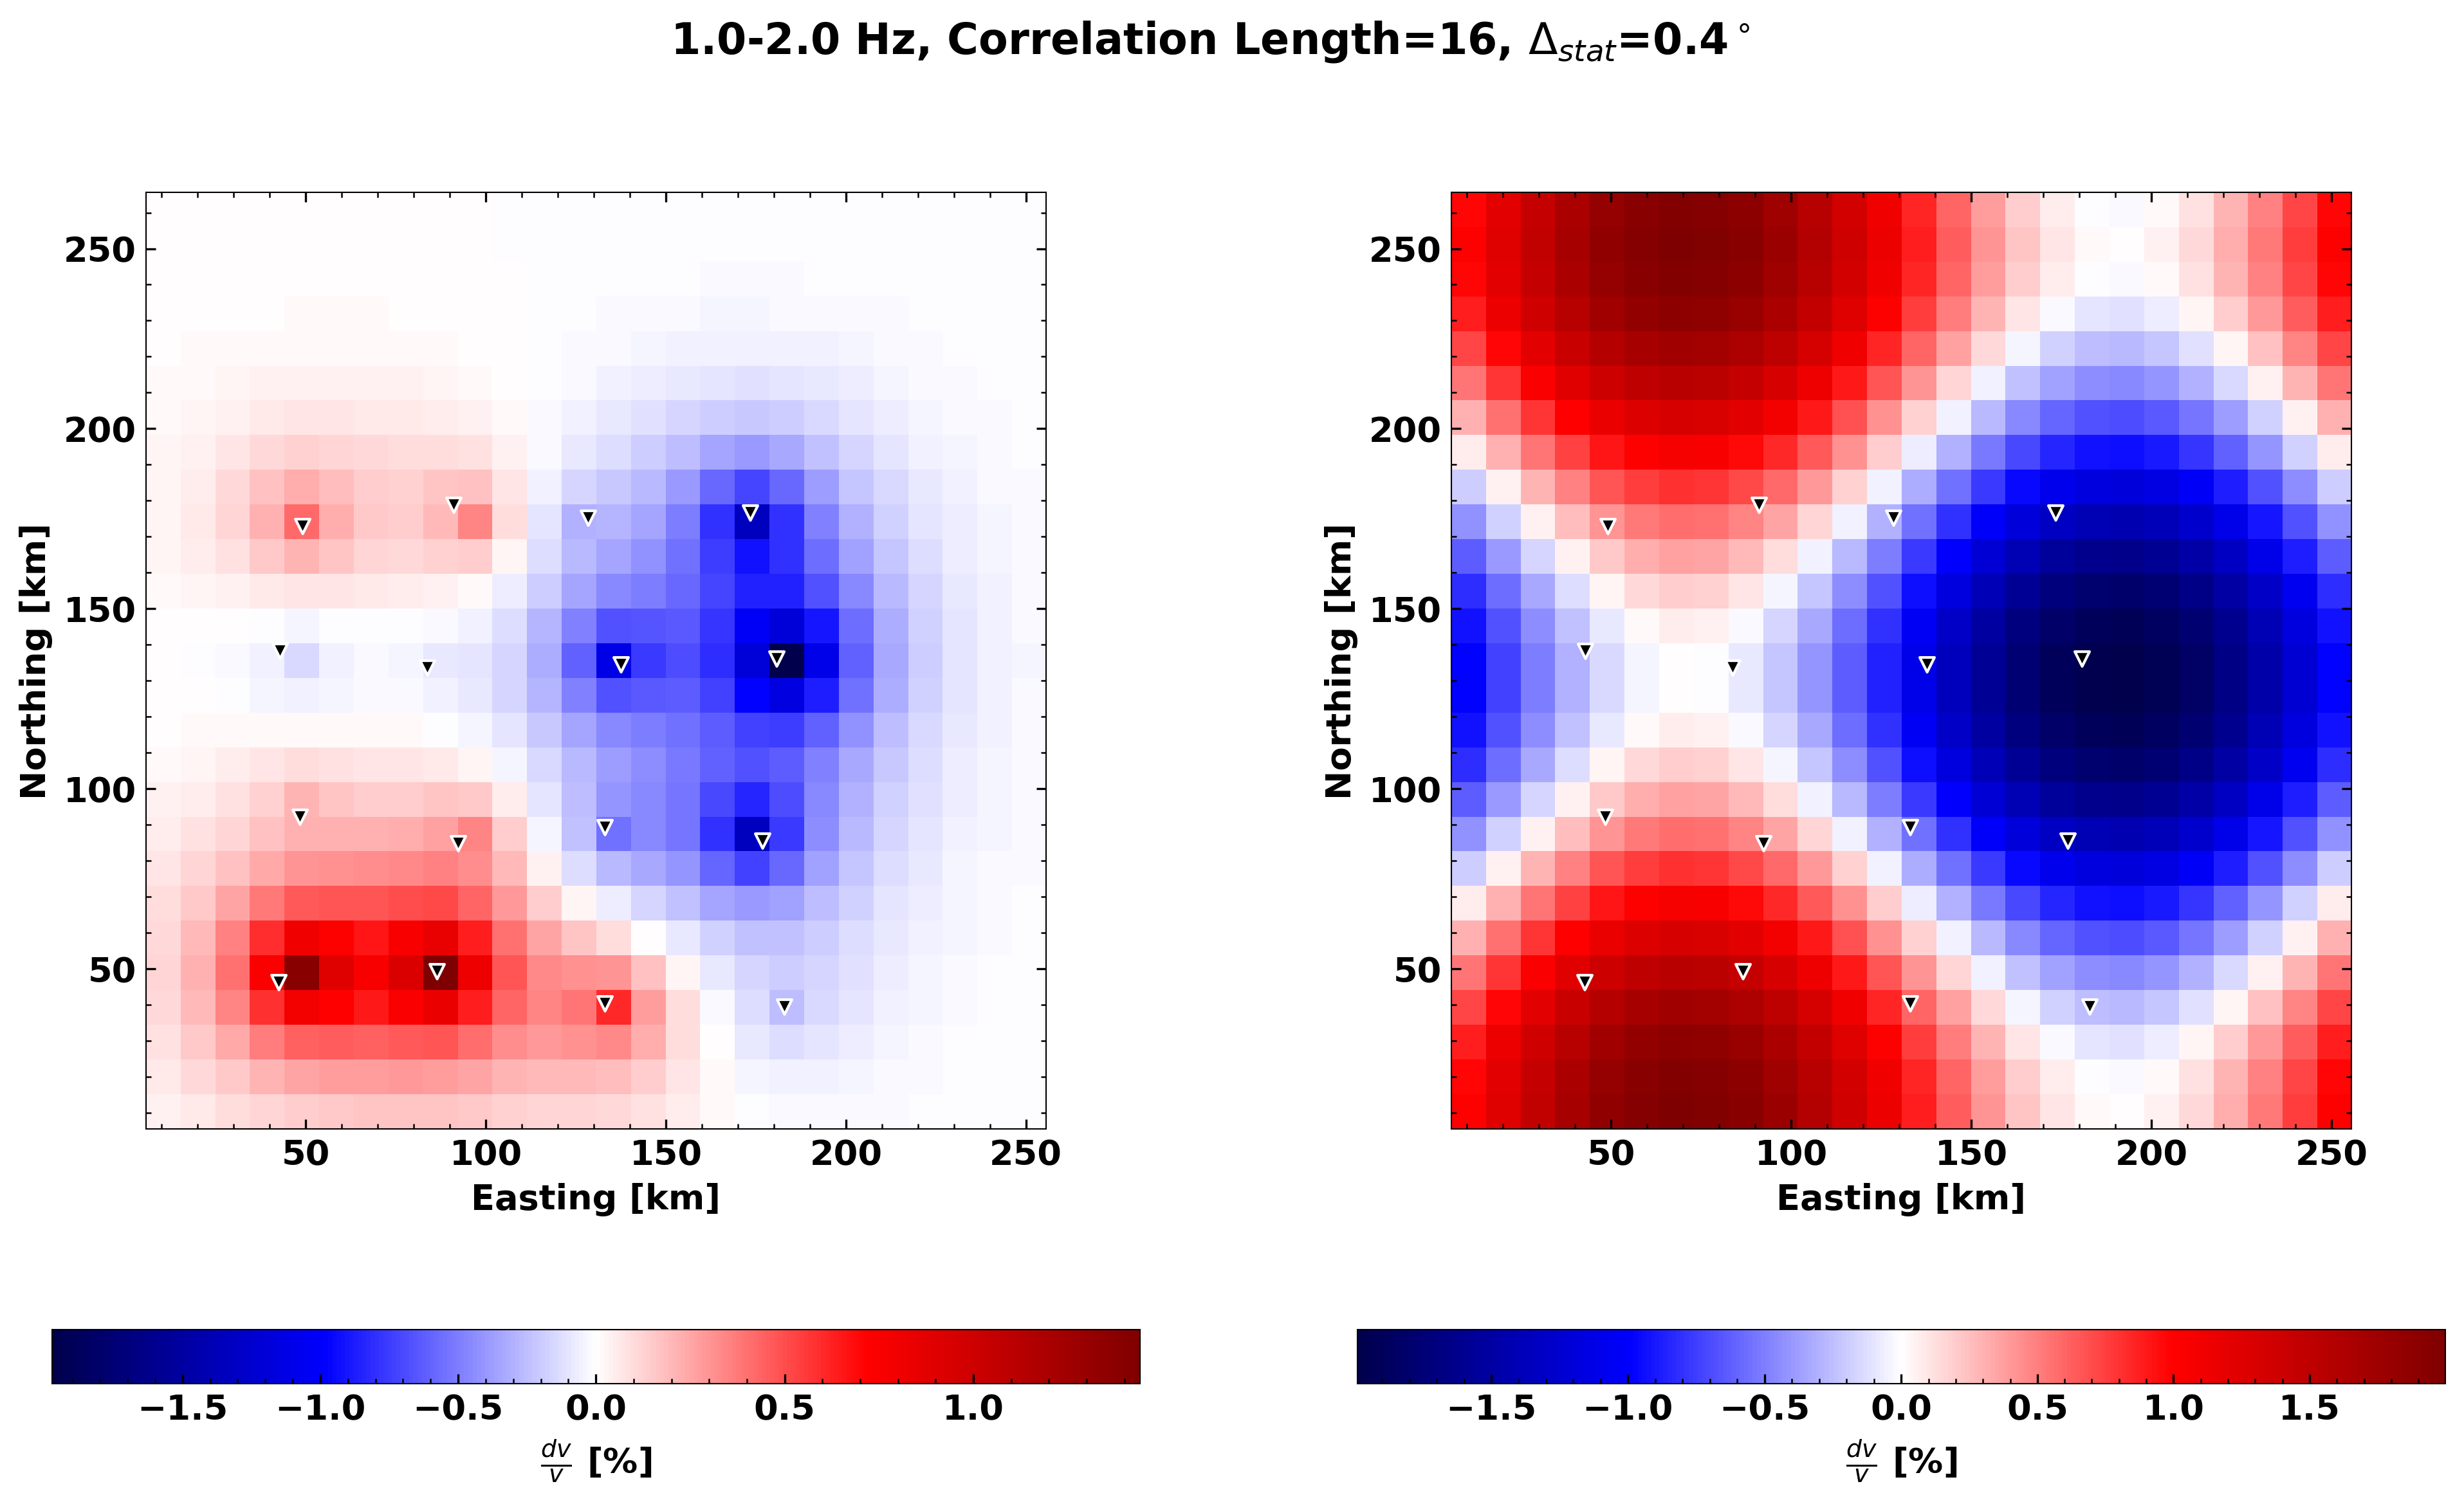 1.0-2.0 Hz, Correlation Length=16, Δstat=0.4°
250
200
150
100
50
Northing [km]
50 100 150 200 250
Easting [km]
250
200
150
100
50
Northing [km]
50 100 150 200 250
Easting [km]
−1.5 −1.0 −0.5 0.0 0.5 1.0
dv/v [%]
−1.5 −1.0 −0.5 0.0 0.5 1.0 1.5
dv/v [%]